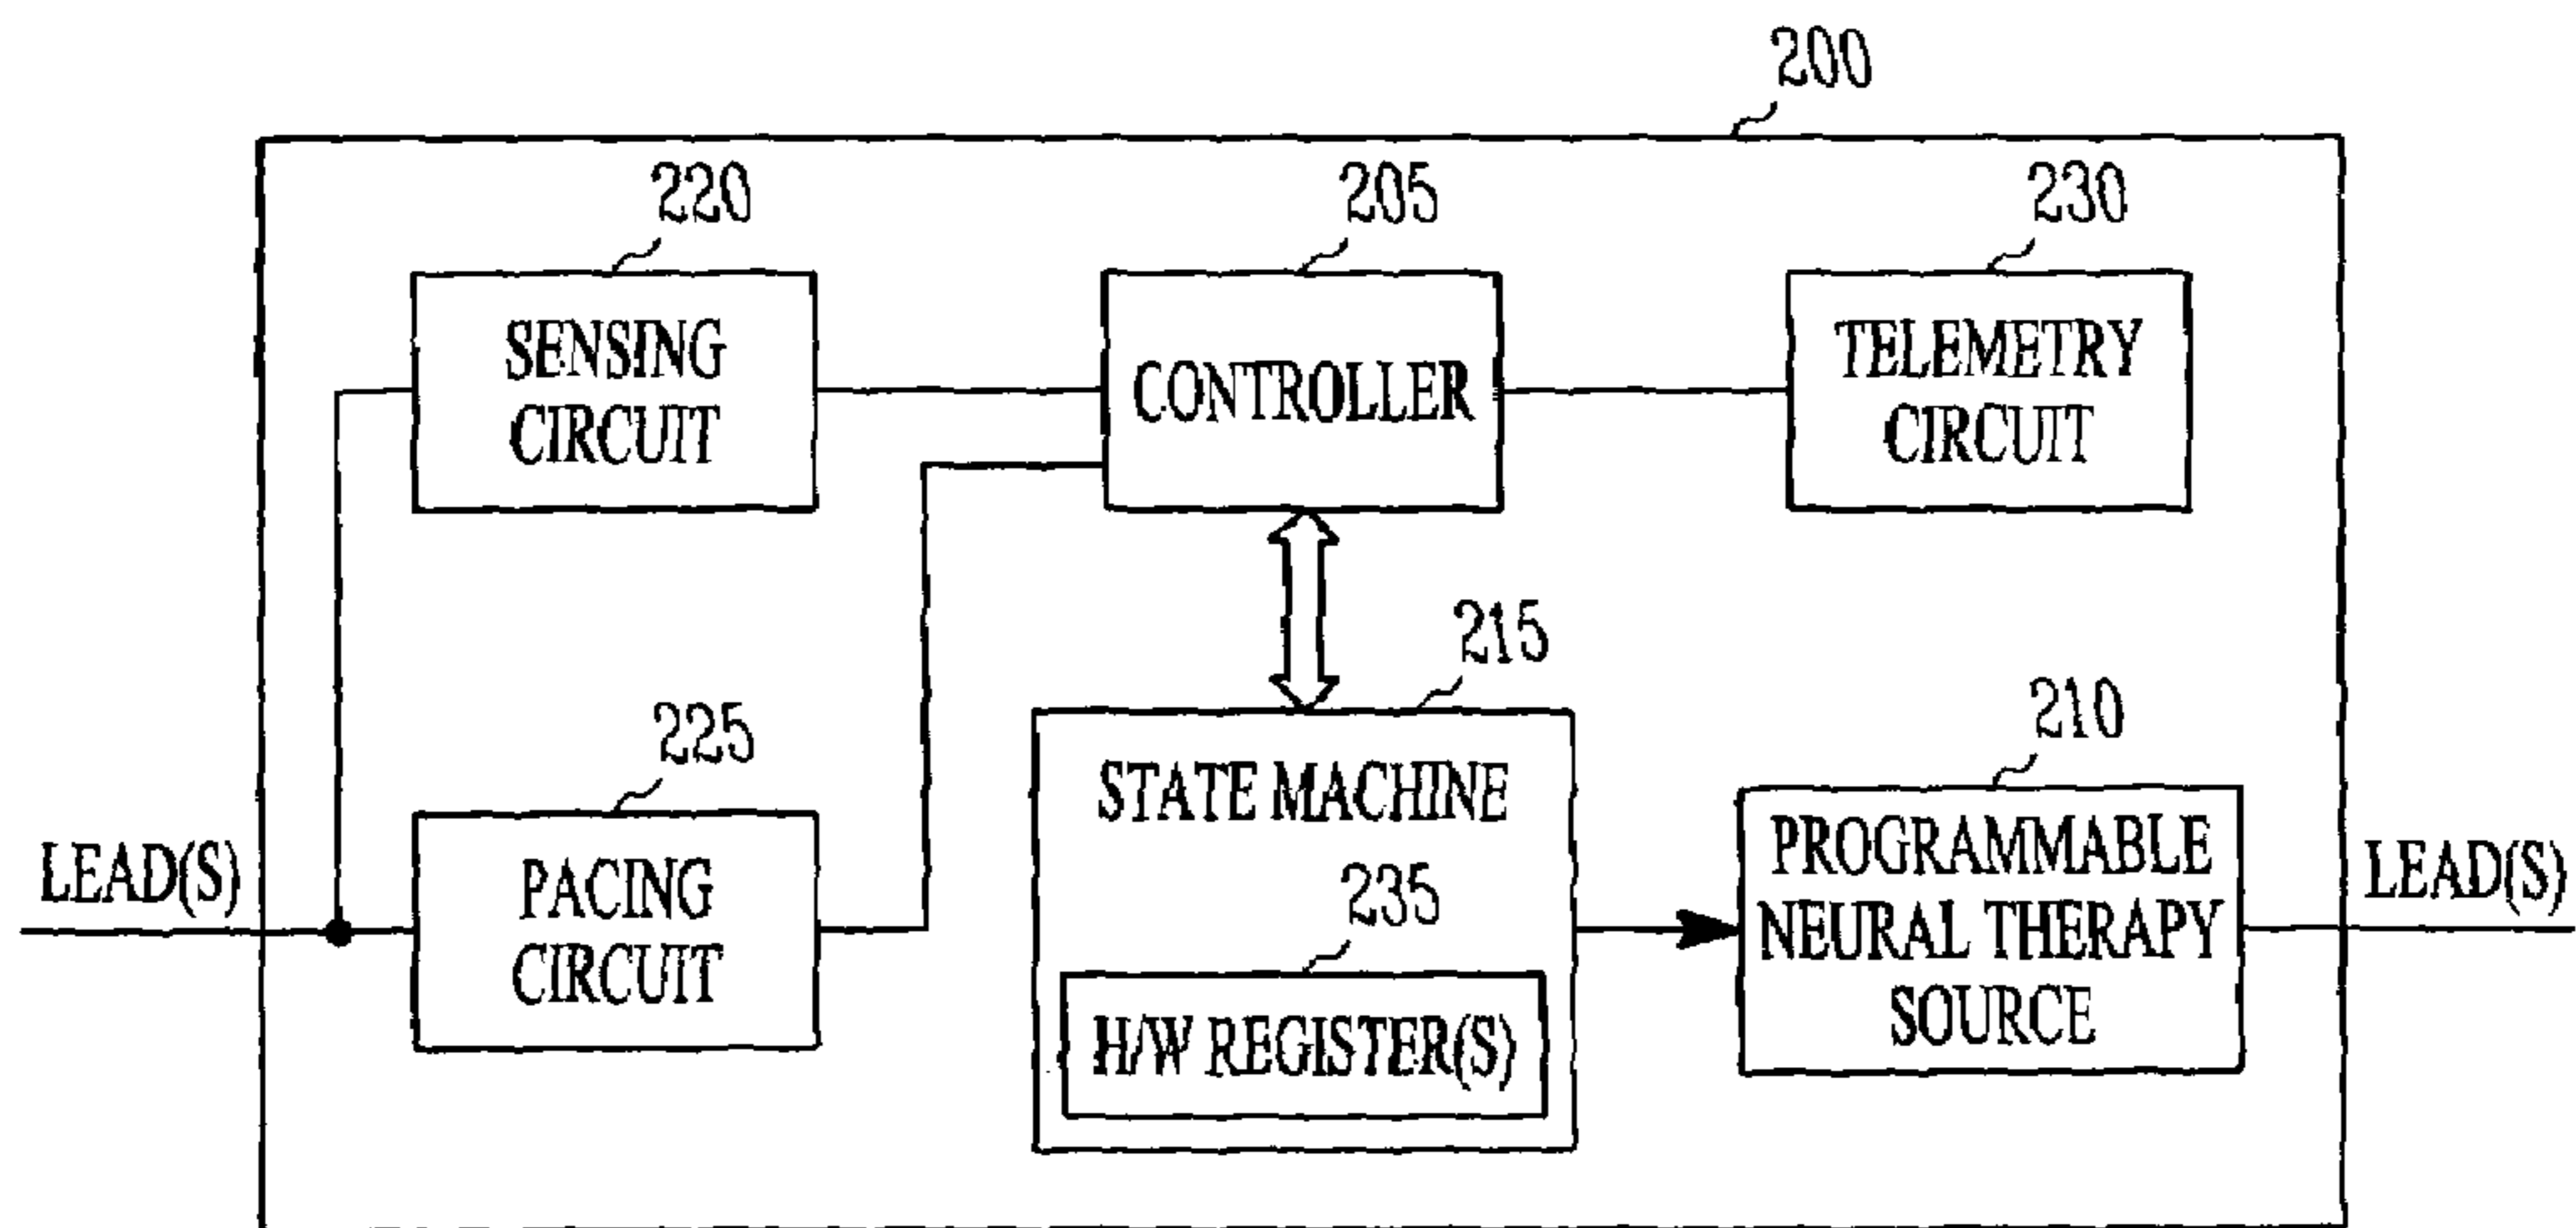 200
220
205
230
SENSING
CIRCUIT
CONTROLLER
TELEMETRY
CIRCUIT
215
225
210
STATE MACHINE
LEAD(S)
PACING
CIRCUIT
235
H/W REGISTER(S)
PROGRAMMABLE
NEURAL THERAPY
SOURCE
LEAD(S)